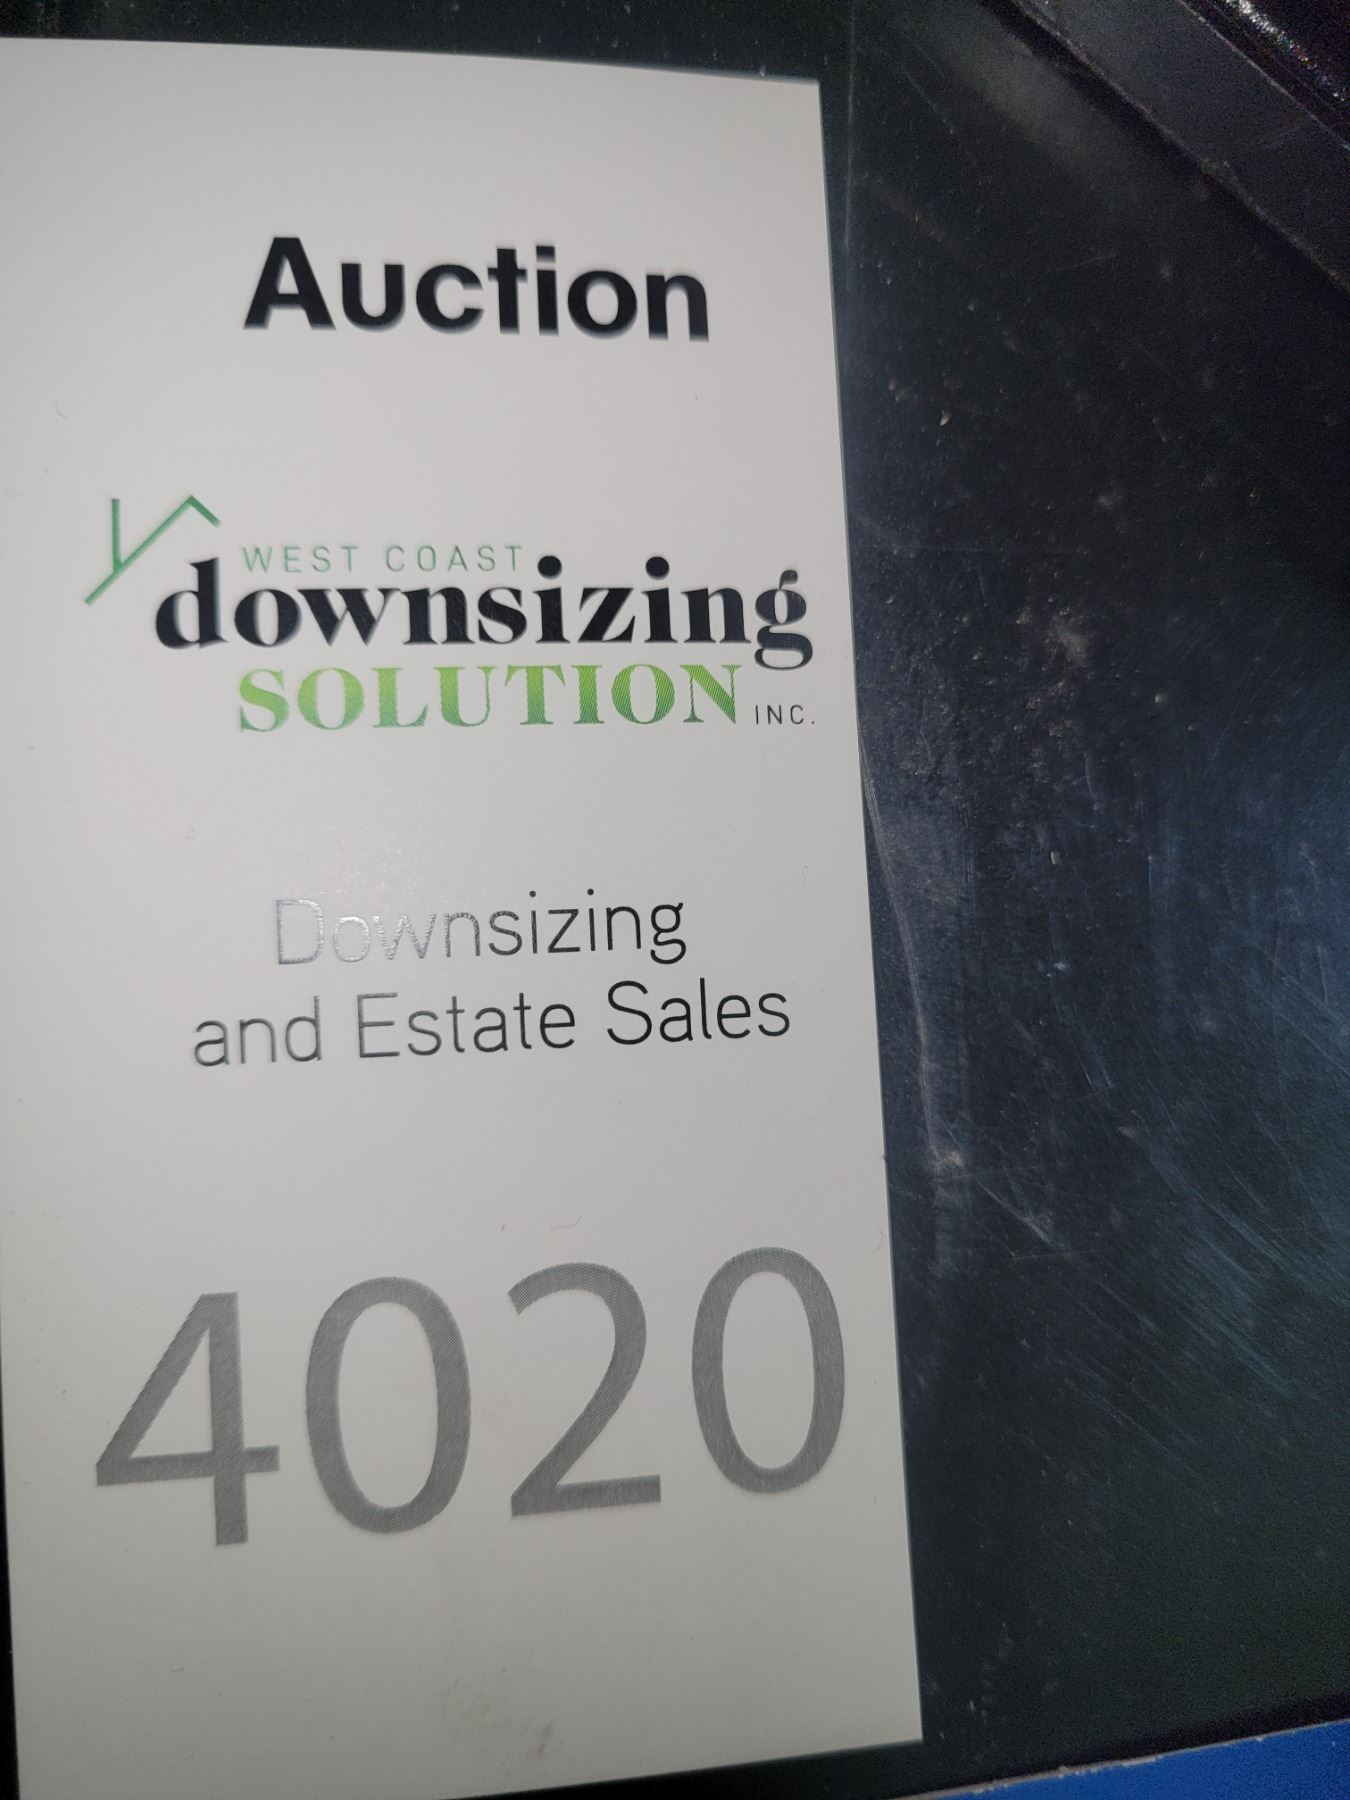 Auction
WEST COAST
downsizing
SOLUTION INC.
Downsizing
and Estate Sales
4020